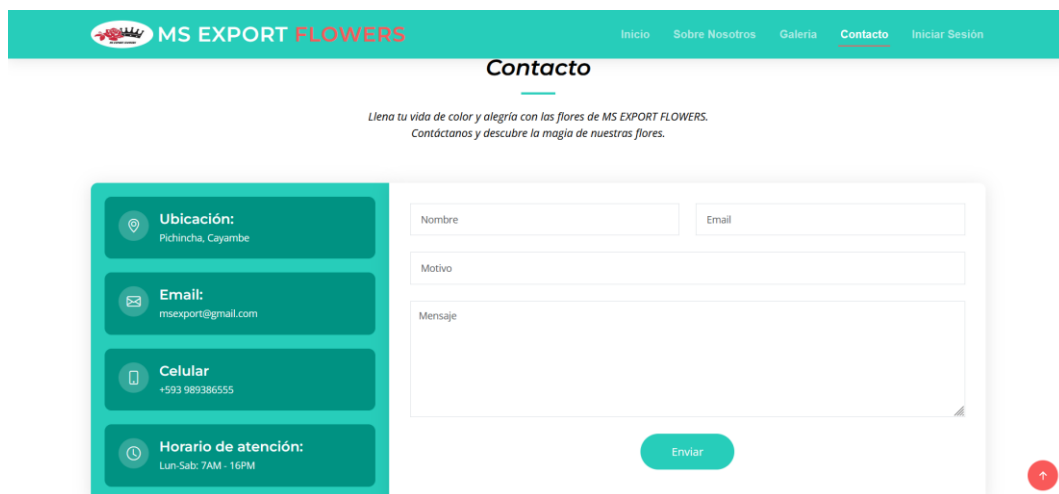 MS EXPORT FLOWERS
Inicio Sobre Nosotros Galeria Contacto Iniciar Sesión
Contacto
Llena tu vida de color y alegría con las flores de MS EXPORT FLOWERS.
Contáctanos y descubre la magia de nuestras flores.
Ubicación:
Pichincha, Cayambe
Email:
msexport@gmail.com
Celular
+593 989386555
Horario de atención:
Lun-Sab: 7AM - 16PM
Nombre
Email
Motivo
Mensaje
Enviar